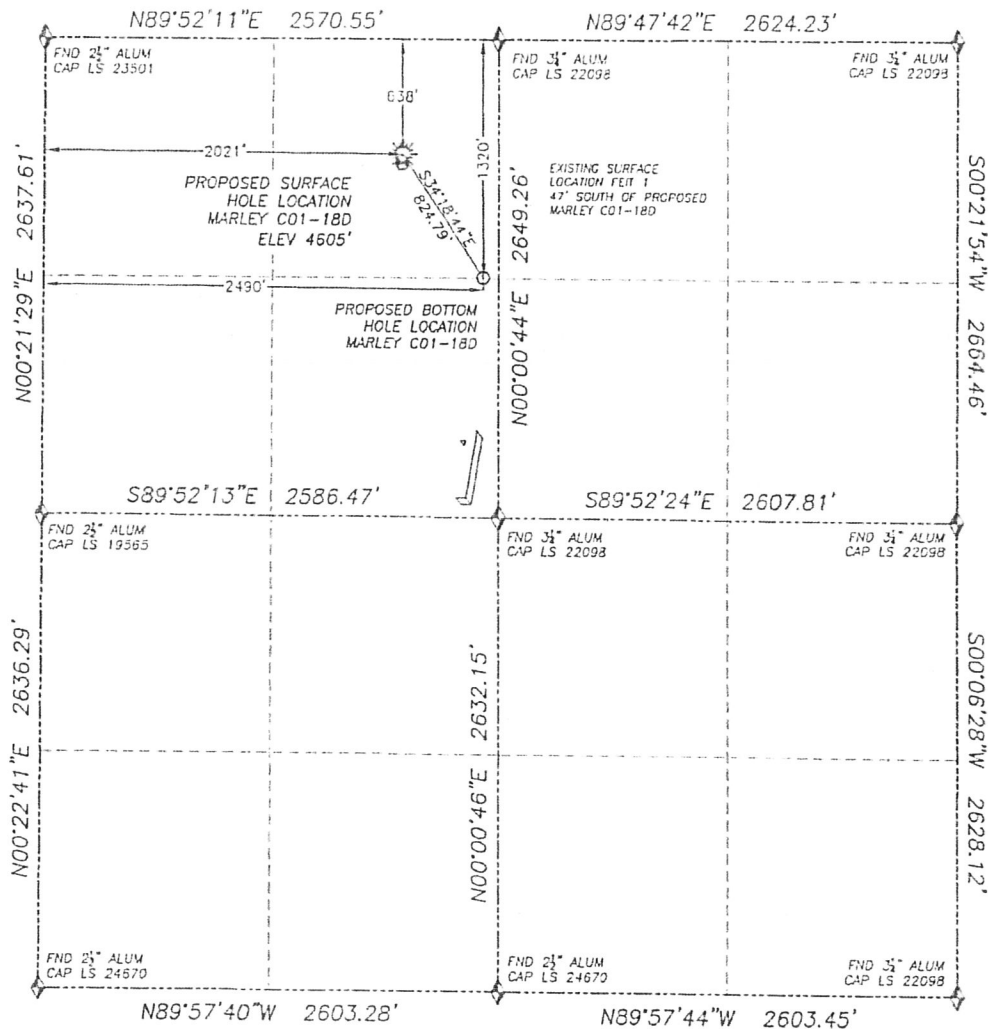 N89°52'11"E 2570.55'
N89°47'42"E 2624.23'
FND 2½" ALUM
CAP LS 23501
FND 3¼" ALUM
CAP LS 22098
FND 3¼" ALUM
CAP LS 22098
638'
2021'
1320'
PROPOSED SURFACE
HOLE LOCATION
MARLEY C01-18D
ELEV 4605'
S34°18'44"E
824.79'
EXISTING SURFACE
LOCATION FEIT 1
47' SOUTH OF PROPOSED
MARLEY C01-18D
N00°21'29"E 2637.61'
N00°00'44"E 2649.26'
S00°21'54"W 2664.46'
2490'
PROPOSED BOTTOM
HOLE LOCATION
MARLEY C01-18D
S89°52'13"E 2586.47'
S89°52'24"E 2607.81'
FND 2½" ALUM
CAP LS 19565
FND 3¼" ALUM
CAP LS 22098
FND 3¼" ALUM
CAP LS 22098
N00°22'41"E 2636.29'
N00°00'46"E 2632.15'
S00°06'28"W 2628.12'
FND 2½" ALUM
CAP LS 24670
FND 2½" ALUM
CAP LS 24670
FND 3¼" ALUM
CAP LS 22098
N89°57'40"W 2603.28'
N89°57'44"W 2603.45'